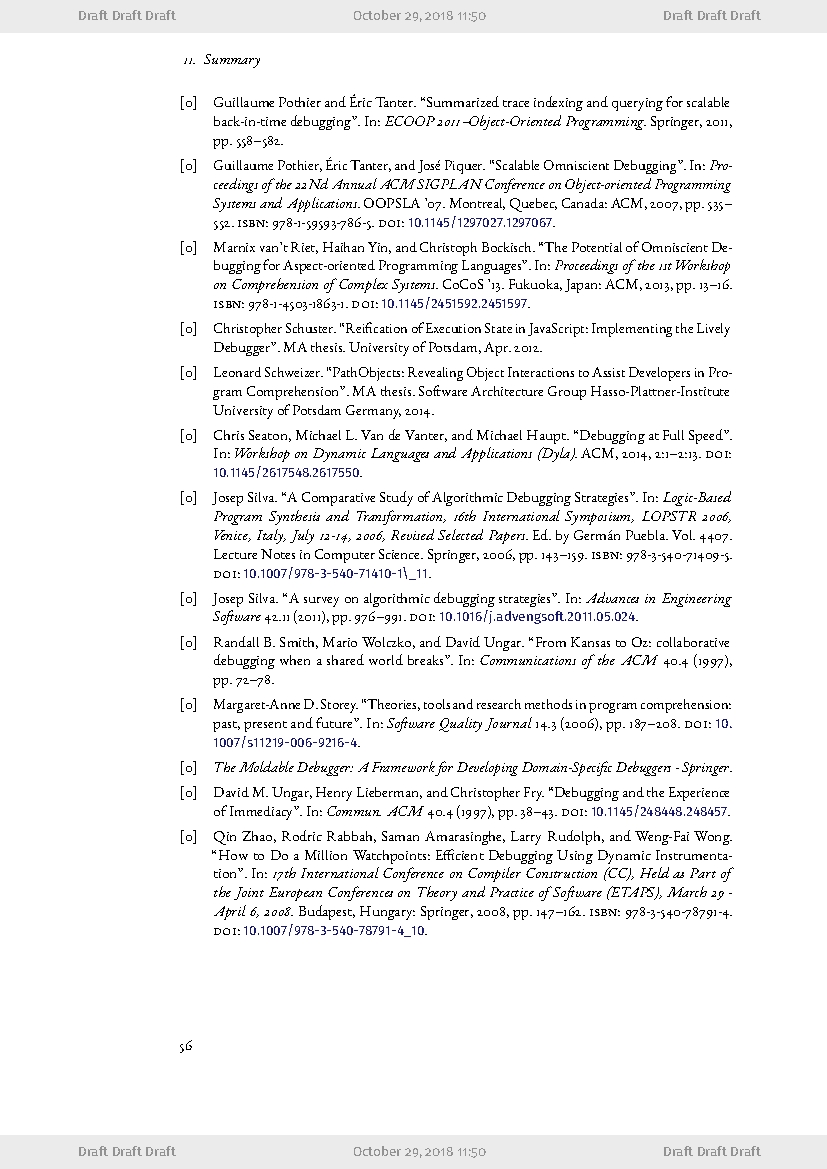 Draft Draft Draft October 29, 2018 11:50 Draft Draft Draft
11. Summary
[0] Guillaume Pothier and Éric Tanter. “Summarized trace indexing and querying for scalable
back-in-time debugging”. In: ECOOP 2011–Object-Oriented Programming. Springer, 2011,
pp. 558–582.
[0] Guillaume Pothier, Éric Tanter, and José Piquer. “Scalable Omniscient Debugging”. In: Pro-
ceedings of the 22Nd Annual ACM SIGPLAN Conference on Object-oriented Programming
Systems and Applications. OOPSLA ’07. Montreal, Quebec, Canada: ACM, 2007, pp. 535–
552. ISBN: 978-1-59593-786-5. DOI: 10.1145/1297027.1297067.
[0] Marnix van’t Riet, Haihan Yin, and Christoph Bockisch. “The Potential of Omniscient De-
bugging for Aspect-oriented Programming Languages”. In: Proceedings of the 1st Workshop
on Comprehension of Complex Systems. CoCoS ’13. Fukuoka, Japan: ACM, 2013, pp. 13–16.
ISBN: 978-1-4503-1863-1. DOI: 10.1145/2451592.2451597.
[0] Christopher Schuster. “Reification of Execution State in JavaScript: Implementing the Lively
Debugger”. MA thesis. University of Potsdam, Apr. 2012.
[0] Leonard Schweizer. “PathObjects: Revealing Object Interactions to Assist Developers in Pro-
gram Comprehension”. MA thesis. Software Architecture Group Hasso-Plattner-Institute
University of Potsdam Germany, 2014.
[0] Chris Seaton, Michael L. Van de Vanter, and Michael Haupt. “Debugging at Full Speed”.
In: Workshop on Dynamic Languages and Applications (Dyla). ACM, 2014, 2:1–2:13. DOI:
10.1145/2617548.2617550.
[0] Josep Silva. “A Comparative Study of Algorithmic Debugging Strategies”. In: Logic-Based
Program Synthesis and Transformation, 16th International Symposium, LOPSTR 2006,
Venice, Italy, July 12-14, 2006, Revised Selected Papers. Ed. by Germán Puebla. Vol. 4407.
Lecture Notes in Computer Science. Springer, 2006, pp. 143–159. ISBN: 978-3-540-71409-5.
DOI: 10.1007/978-3-540-71410-1\_11.
[0] Josep Silva. “A survey on algorithmic debugging strategies”. In: Advances in Engineering
Software 42.11 (2011), pp. 976–991. DOI: 10.1016/j.advengsoft.2011.05.024.
[0] Randall B. Smith, Mario Wolczko, and David Ungar. “From Kansas to Oz: collaborative
debugging when a shared world breaks”. In: Communications of the ACM 40.4 (1997),
pp. 72–78.
[0] Margaret-Anne D. Storey. “Theories, tools and research methods in program comprehension:
past, present and future”. In: Software Quality Journal 14.3 (2006), pp. 187–208. DOI: 10.
1007/s11219-006-9216-4.
[0] The Moldable Debugger: A Framework for Developing Domain-Specific Debuggers - Springer.
[0] David M. Ungar, Henry Lieberman, and Christopher Fry. “Debugging and the Experience
of Immediacy”. In: Commun. ACM 40.4 (1997), pp. 38–43. DOI: 10.1145/248448.248457.
[0] Qin Zhao, Rodric Rabbah, Saman Amarasinghe, Larry Rudolph, and Weng-Fai Wong.
“How to Do a Million Watchpoints: Efficient Debugging Using Dynamic Instrumenta-
tion”. In: 17th International Conference on Compiler Construction (CC), Held as Part of
the Joint European Conferences on Theory and Practice of Software (ETAPS), March 29 -
April 6, 2008. Budapest, Hungary: Springer, 2008, pp. 147–162. ISBN: 978-3-540-78791-4.
DOI: 10.1007/978-3-540-78791-4_10.
56
Draft Draft Draft October 29, 2018 11:50 Draft Draft Draft